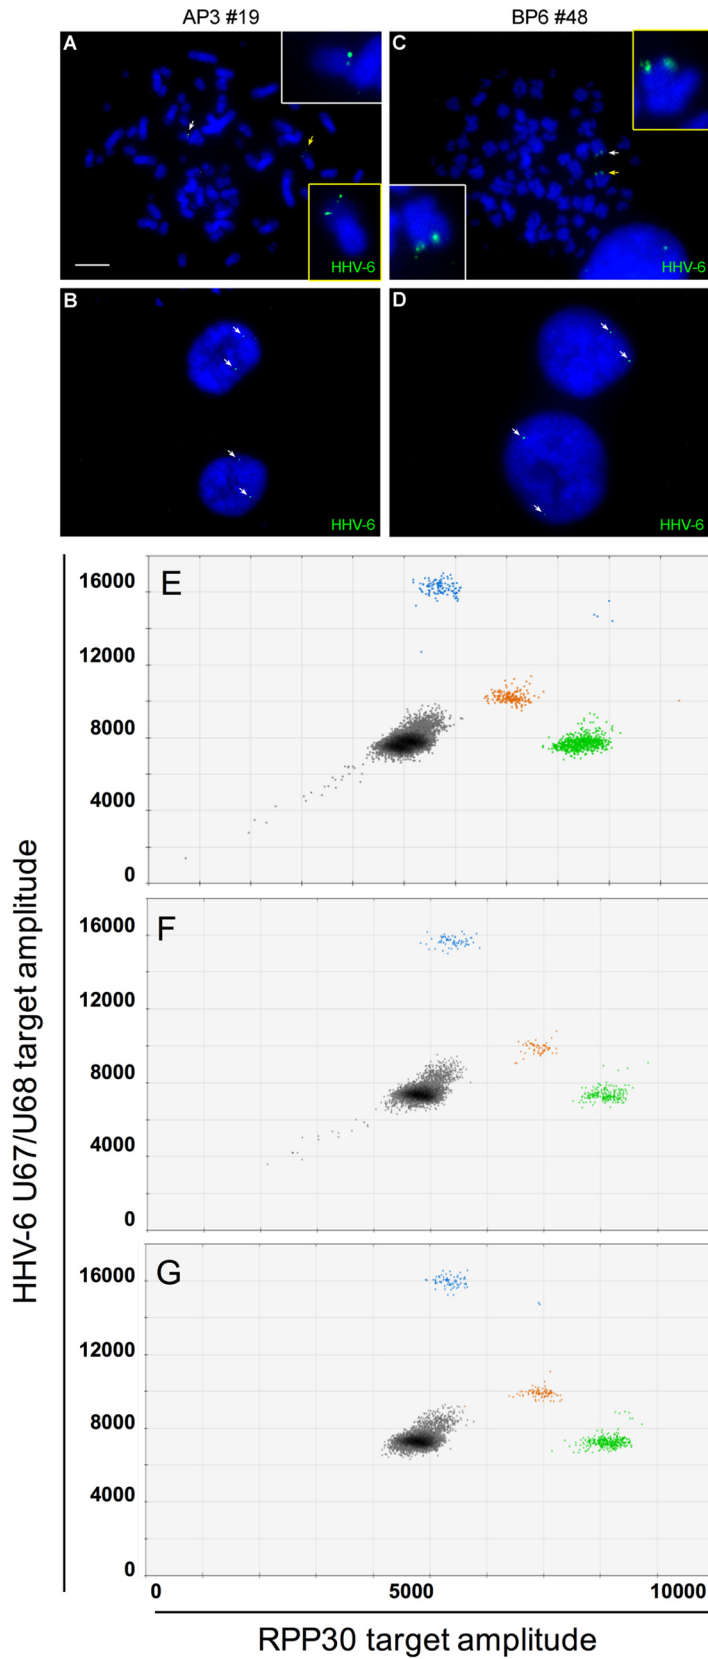 AP3 #19
BP6 #48
A
C
HHV-6
HHV-6
B
D
HHV-6
HHV-6
HHV-6 U67/U68 target amplitude
E
16000
12000
8000
4000
0
F
16000
12000
8000
4000
0
G
16000
12000
8000
4000
0
0
5000
10000
RPP30 target amplitude